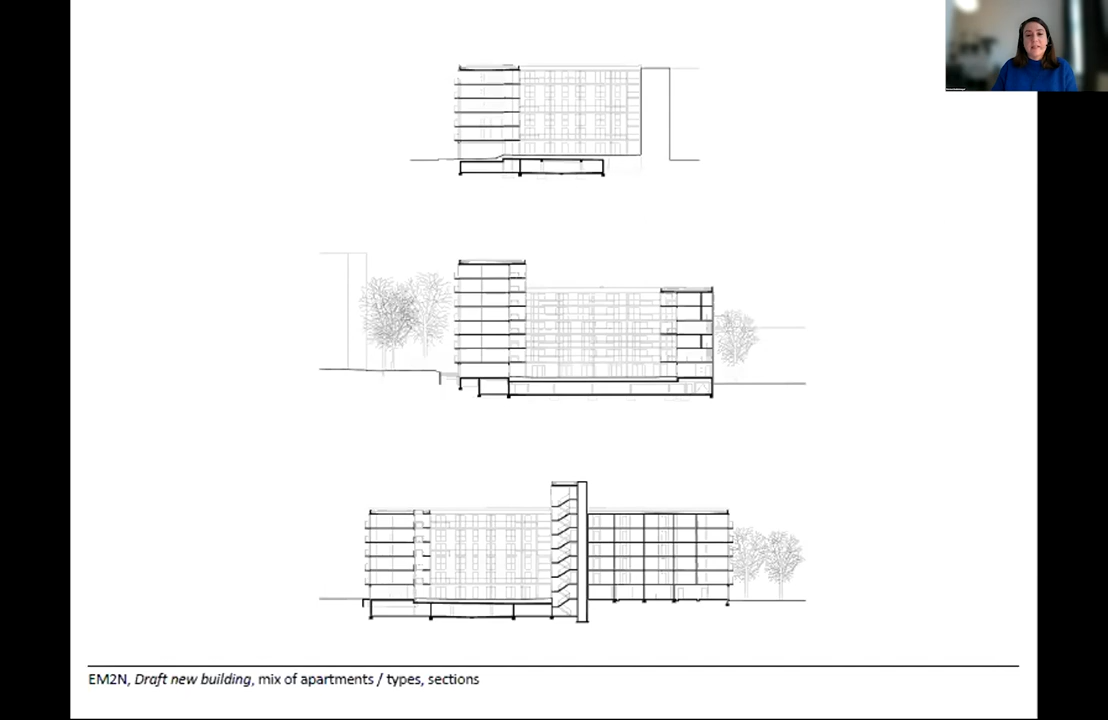 EM2N, Draft new building, mix of apartments / types, sections